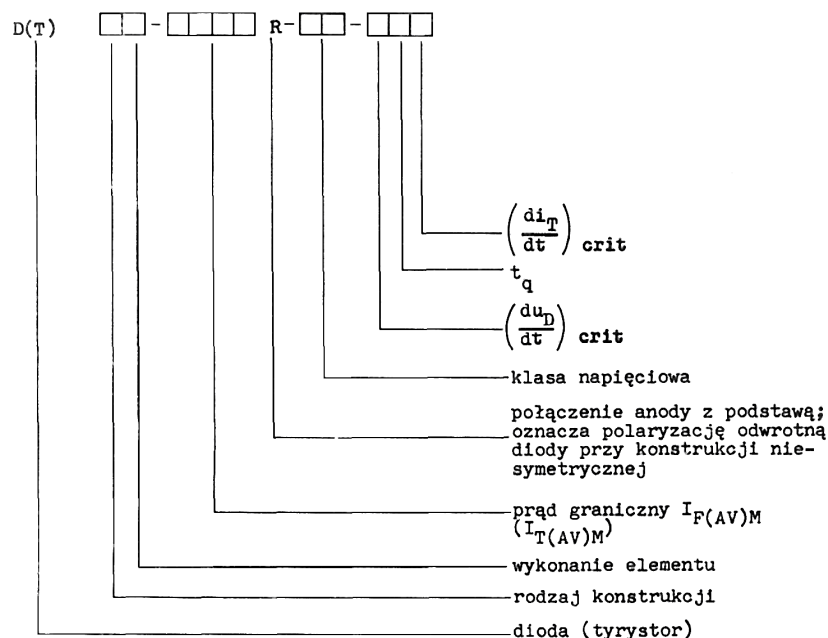 D(T) - R- -
(di_T/dt) crit
t_q
(du_D/dt) crit
klasa napięciowa
połączenie anody z podstawą;
oznacza polaryzację odwrotną
diody przy konstrukcji nie-
symetrycznej
prąd graniczny I_F(AV)M
(I_T(AV)M)
wykonanie elementu
rodzaj konstrukcji
dioda (tyrystor)